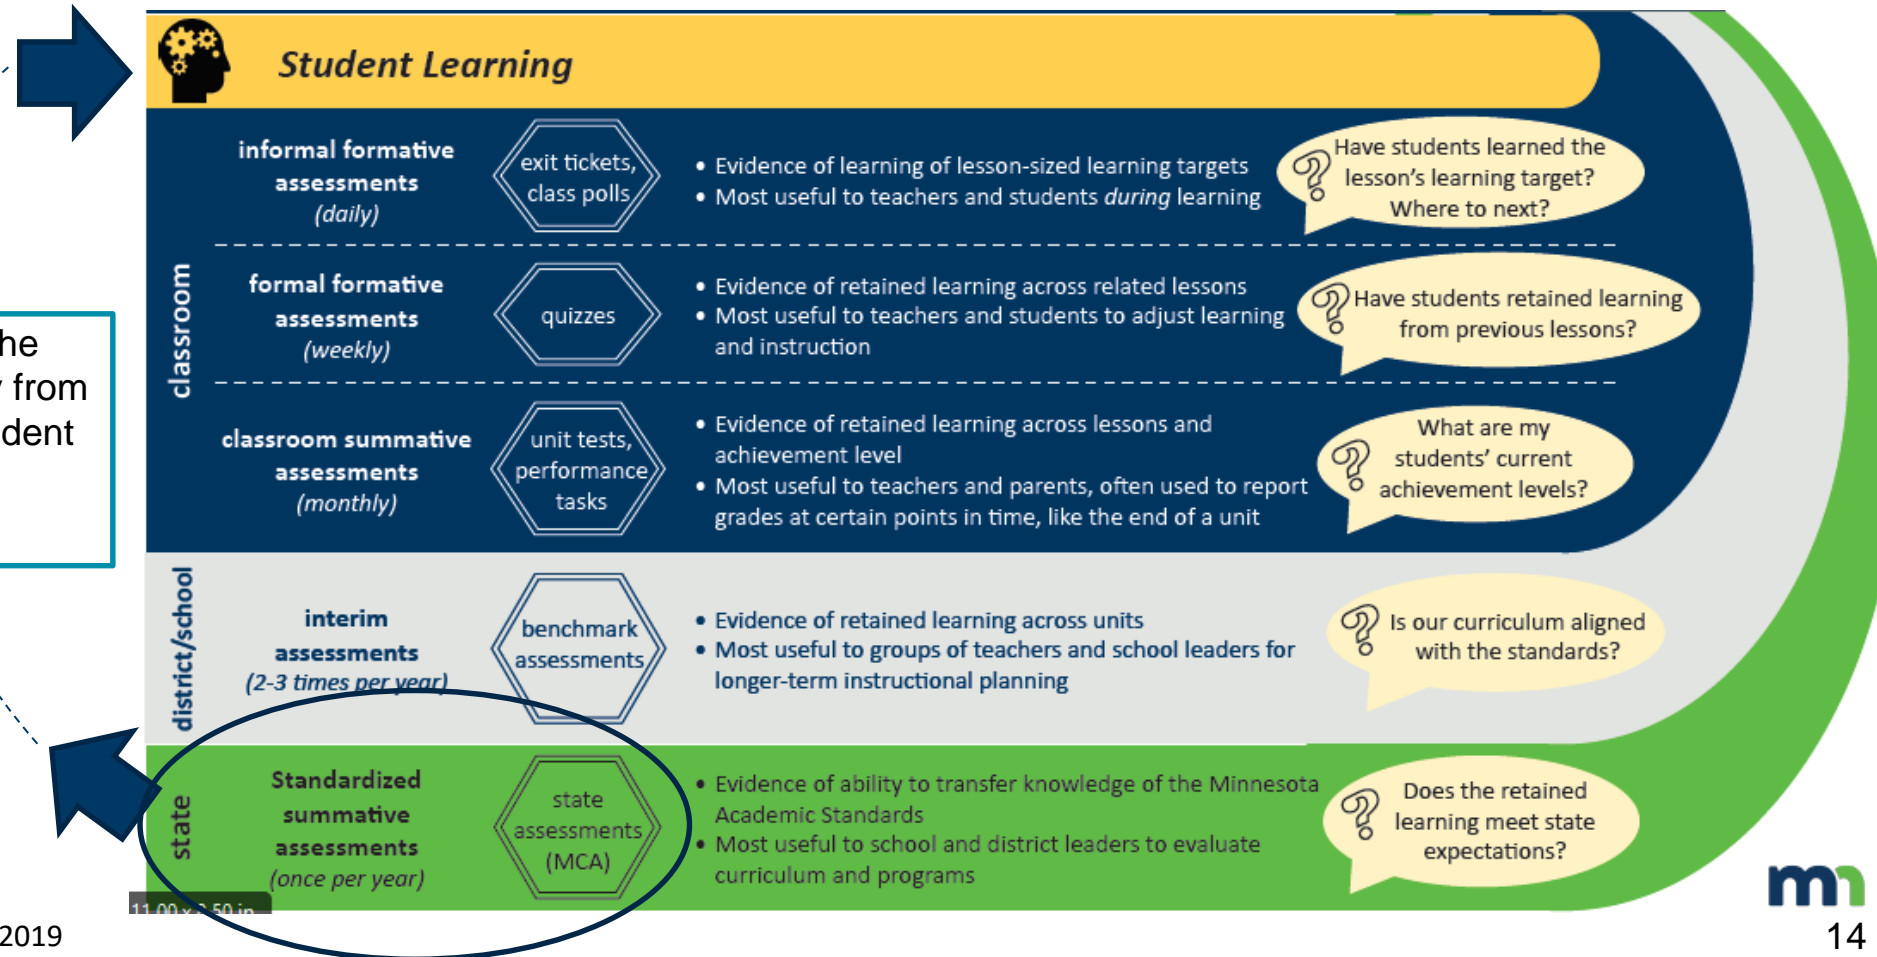 Student Learning
classroom
informal formative
assessments
(daily)
exit tickets,
class polls
• Evidence of learning of lesson-sized learning targets
• Most useful to teachers and students during learning
Have students learned the
lesson's learning target?
Where to next?
formal formative
assessments
(weekly)
quizzes
• Evidence of retained learning across related lessons
• Most useful to teachers and students to adjust learning
and instruction
Have students retained learning
from previous lessons?
classroom summative
assessments
(monthly)
unit tests,
performance
tasks
• Evidence of retained learning across lessons and
achievement level
• Most useful to teachers and parents, often used to report
grades at certain points in time, like the end of a unit
What are my
students' current
achievement levels?
from
district/school
interim
assessments
(2-3 times per year)
benchmark
assessments
• Evidence of retained learning across units
• Most useful to groups of teachers and school leaders for
longer-term instructional planning
Is our curriculum aligned
with the standards?
state
Standardized
summative
assessments
(once per year)
state
assessments
(MCA)
• Evidence of ability to transfer knowledge of the Minnesota
Academic Standards
• Most useful to school and district leaders to evaluate
curriculum and programs
Does the retained
learning meet state
expectations?
mn
2019
14